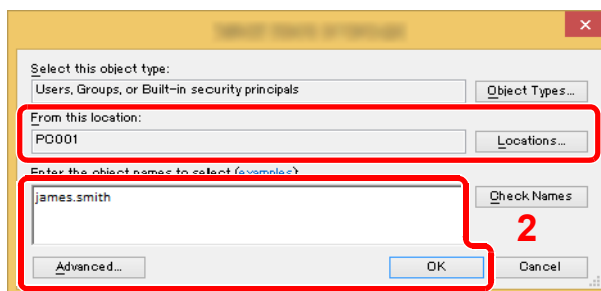 Select this object type:
Users, Groups, or Built-in security principals
Object Types...
From this location:
PC001
Locations...
Enter the object names to select (examples)
james.smith
Check Names
2
Advanced...
OK
Cancel